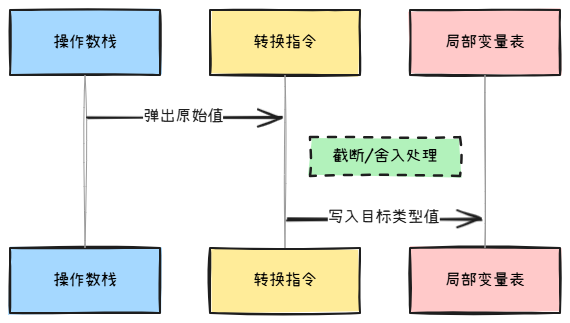 操作数栈
转换指令
局部变量表
弹出原始值
截断/舍入处理
写入目标类型值
操作数栈
转换指令
局部变量表